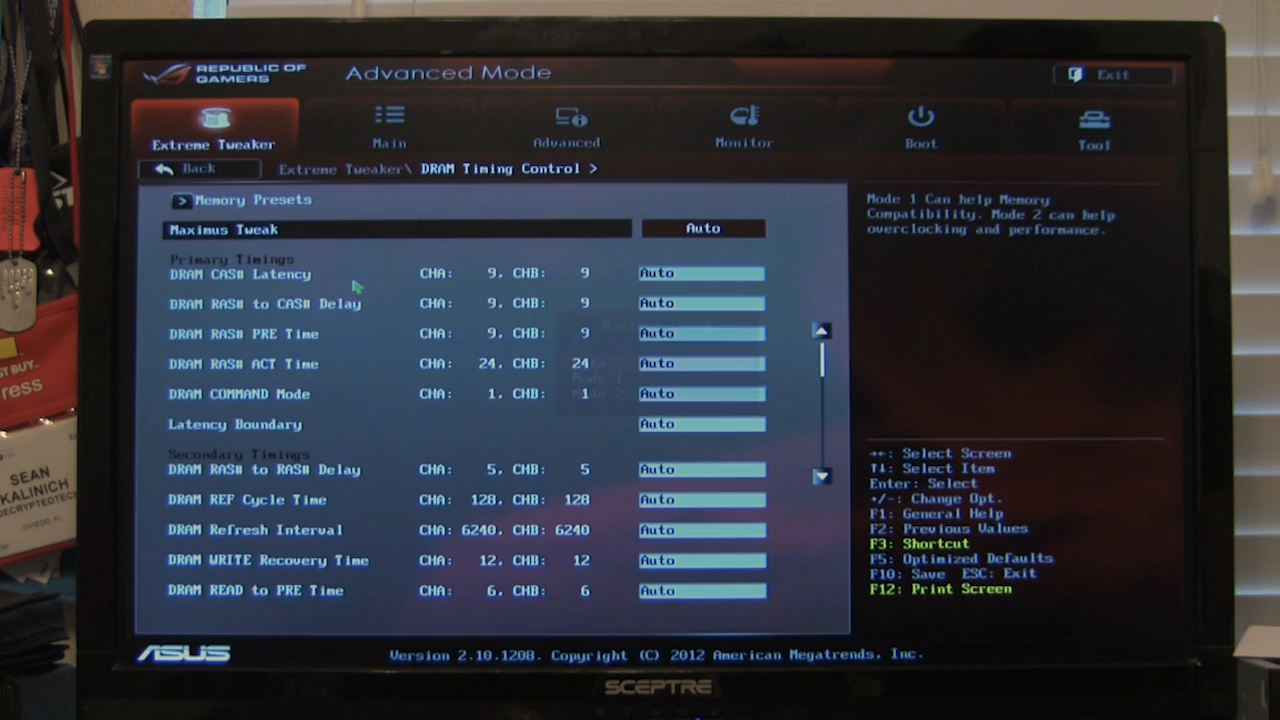 REPUBLIC OF GAMERS
Advanced Mode
Exit
Extreme Tweaker
Main
Advanced
Monitor
Boot
Tool
Back
Extreme Tweaker\ DRAM Timing Control >
> Memory Presets
Maximus Tweak Auto
Primary Timings
DRAM CAS# Latency CHA: 9, CHB: 9 Auto
DRAM RAS# to CAS# Delay CHA: 9, CHB: 9 Auto
DRAM RAS# PRE Time CHA: 9, CHB: 9 Auto
DRAM RAS# ACT Time CHA: 24, CHB: 24 Auto
DRAM COMMAND Mode CHA: 1, CHB: 1 Auto
Latency Boundary Auto
Secondary Timings
DRAM RAS# to RAS# Delay CHA: 5, CHB: 5 Auto
DRAM REF Cycle Time CHA: 128, CHB: 128 Auto
DRAM Refresh Interval CHA: 6240, CHB: 6240 Auto
DRAM WRITE Recovery Time CHA: 12, CHB: 12 Auto
DRAM READ to PRE Time CHA: 6, CHB: 6 Auto
Mode 1 Can help Memory
Compatibility. Mode 2 can help
overclocking and performance.
→←: Select Screen
↑↓: Select Item
Enter: Select
+/-: Change Opt.
F1: General Help
F2: Previous Values
F3: Shortcut
F5: Optimized Defaults
F10: Save ESC: Exit
F12: Print Screen
ASUS
Version 2.10.1208. Copyright (C) 2012 American Megatrends, Inc.
SCEPTRE
BUY.
ress
SEAN
KALINICH
DECRYPTEDTE
OVIEDO, FL